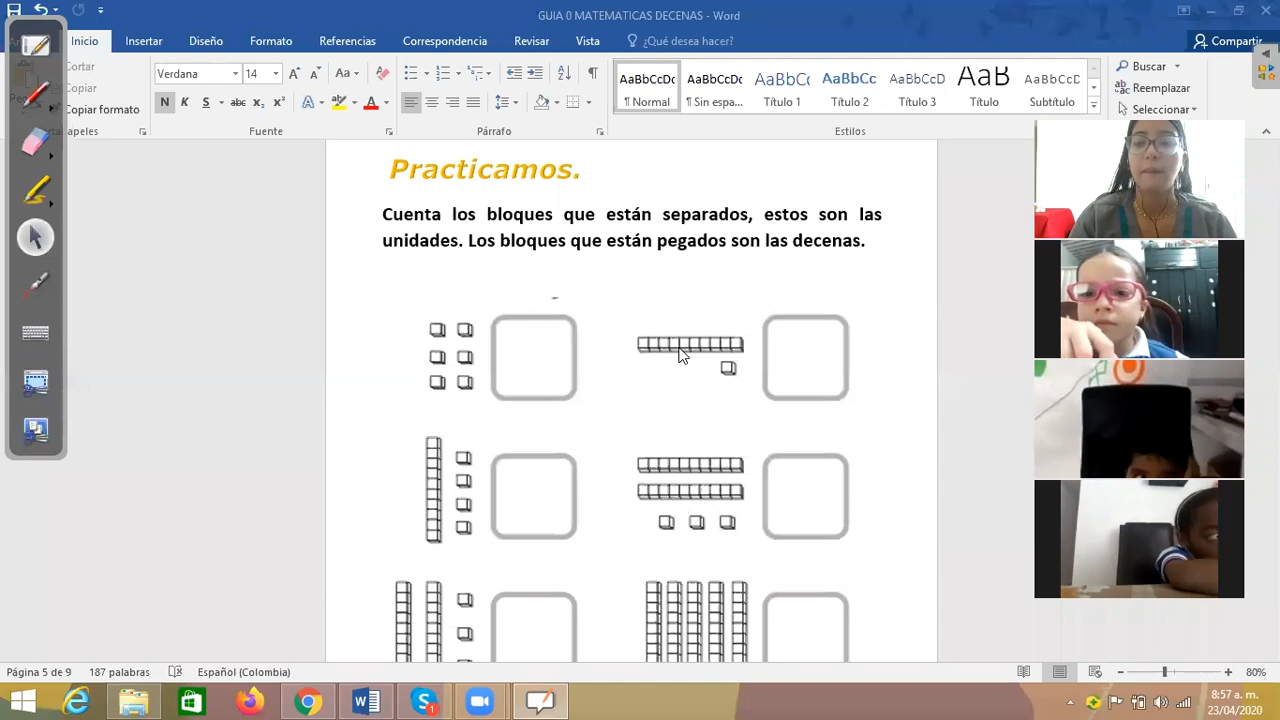 GUIA 0 MATEMATICAS DECENAS - Word
Inicio
Insertar
Diseño
Formato
Referencias
Correspondencia
Revisar
Vista
¿Qué desea hacer?
Compartir
Cortar
Copiar
Copiar formato
Verdana
14
N K S abc x₂ x²
Aa
AaBbCcDc AaBbCcDc AaBbCc AaBbCc AaBbCcD AaB AaBbCcD
¶ Normal ¶ Sin espa... Título 1 Título 2 Título 3 Título Subtítulo
Buscar
Reemplazar
Seleccionar
Fuente
Párrafo
Estilos
Practicamos.
Cuenta los bloques que están separados, estos son las
unidades. Los bloques que están pegados son las decenas.
Página 5 de 9 187 palabras Español (Colombia)
80%
8:57 a. m.
23/04/2020